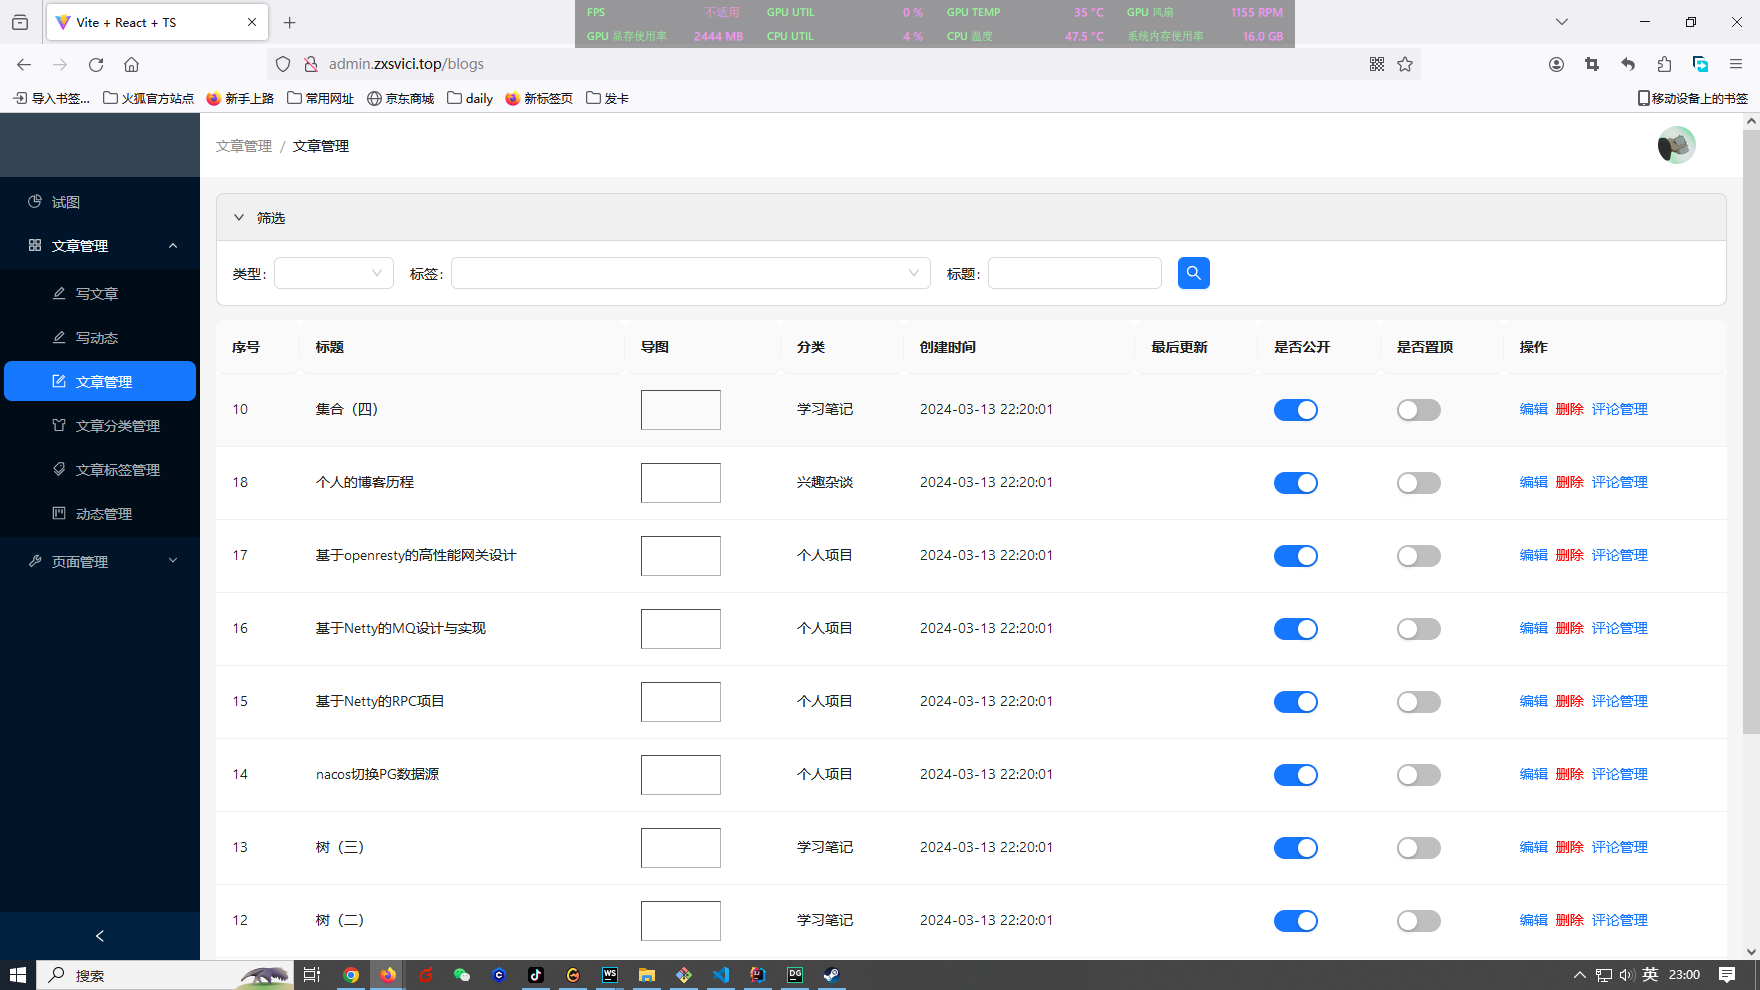 Vite + React + TS
FPS 不适用 GPU UTIL 0 % GPU TEMP 35 °C GPU 风扇 1155 RPM
GPU 显存使用率 2444 MB CPU UTIL 4 % CPU 温度 47.5 °C 系统内存使用率 16.0 GB
admin.zxsvici.top/blogs
导入书签... 火狐官方站点 新手上路 常用网址 京东商城 daily 新标签页 发卡 移动设备上的书签
文章管理 / 文章管理
试图
文章管理
写文章
写动态
文章管理
文章分类管理
文章标签管理
动态管理
页面管理
筛选
类型: 标签: 标题:
序号 标题 导图 分类 创建时间 最后更新 是否公开 是否置顶 操作
10 集合（四） 学习笔记 2024-03-13 22:20:01 编辑 删除 评论管理
18 个人的博客历程 兴趣杂谈 2024-03-13 22:20:01 编辑 删除 评论管理
17 基于openresty的高性能网关设计 个人项目 2024-03-13 22:20:01 编辑 删除 评论管理
16 基于Netty的MQ设计与实现 个人项目 2024-03-13 22:20:01 编辑 删除 评论管理
15 基于Netty的RPC项目 个人项目 2024-03-13 22:20:01 编辑 删除 评论管理
14 nacos切换PG数据源 个人项目 2024-03-13 22:20:01 编辑 删除 评论管理
13 树（三） 学习笔记 2024-03-13 22:20:01 编辑 删除 评论管理
12 树（二） 学习笔记 2024-03-13 22:20:01 编辑 删除 评论管理
搜索 WS DG 英 23:00